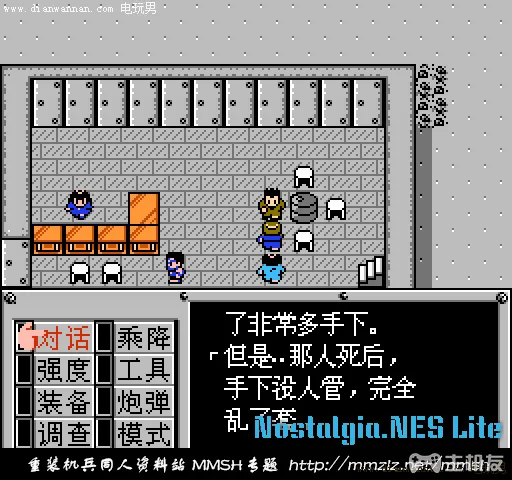 www.dianwannan.com 电玩男
对话 乘降
强度 工具
装备 炮弹
调查 模式
了非常多手下。
「但是..那人死后，
手下没人管，完全
乱了套
Nostalgia.NES Lite
重装机兵同人资料站 MMSH专题 http://mmzlz.net/mmsh
主投友